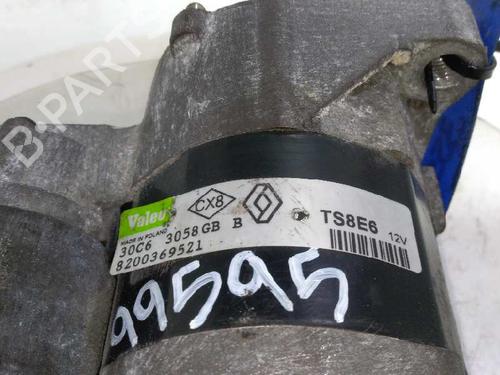 B-PARTS
Valeo
CX8
MADE IN POLAND
30C6 3058GB B
8200369521
TS8E6
12V
99595